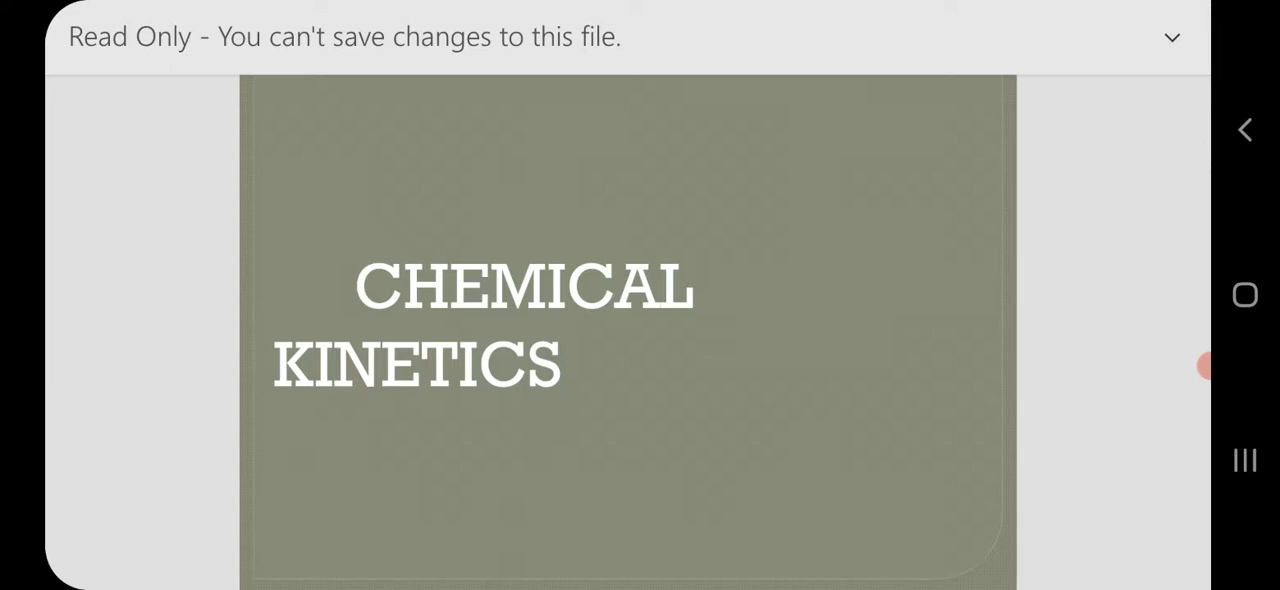 Read Only - You can't save changes to this file.
CHEMICAL
KINETICS